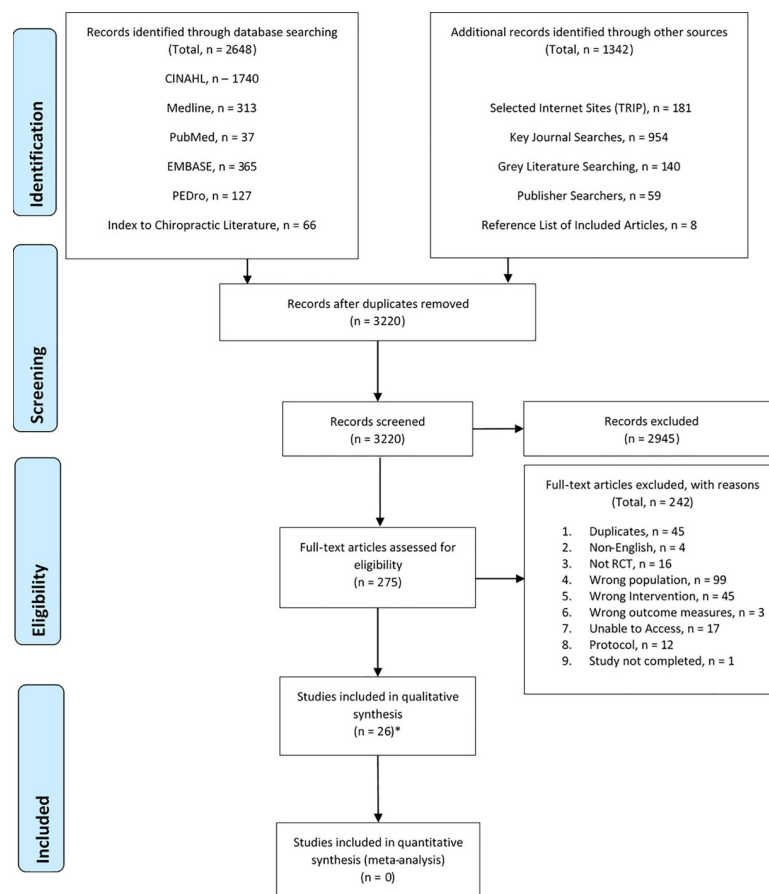 Identification
Records identified through database searching
(Total, n = 2648)
CINAHL, n – 1740
Medline, n = 313
PubMed, n = 37
EMBASE, n = 365
PEDro, n = 127
Index to Chiropractic Literature, n = 66
Additional records identified through other sources
(Total, n = 1342)
Selected Internet Sites (TRIP), n = 181
Key Journal Searches, n = 954
Grey Literature Searching, n = 140
Publisher Searchers, n = 59
Reference List of Included Articles, n = 8
Screening
Records after duplicates removed
(n = 3220)
Records screened
(n = 3220)
Records excluded
(n = 2945)
Eligibility
Full-text articles assessed for
eligibility
(n = 275)
Full-text articles excluded, with reasons
(Total, n = 242)
1. Duplicates, n = 45
2. Non-English, n = 4
3. Not RCT, n = 16
4. Wrong population, n = 99
5. Wrong Intervention, n = 45
6. Wrong outcome measures, n = 3
7. Unable to Access, n = 17
8. Protocol, n = 12
9. Study not completed, n = 1
Included
Studies included in qualitative
synthesis
(n = 26)*
Studies included in quantitative
synthesis (meta-analysis)
(n = 0)